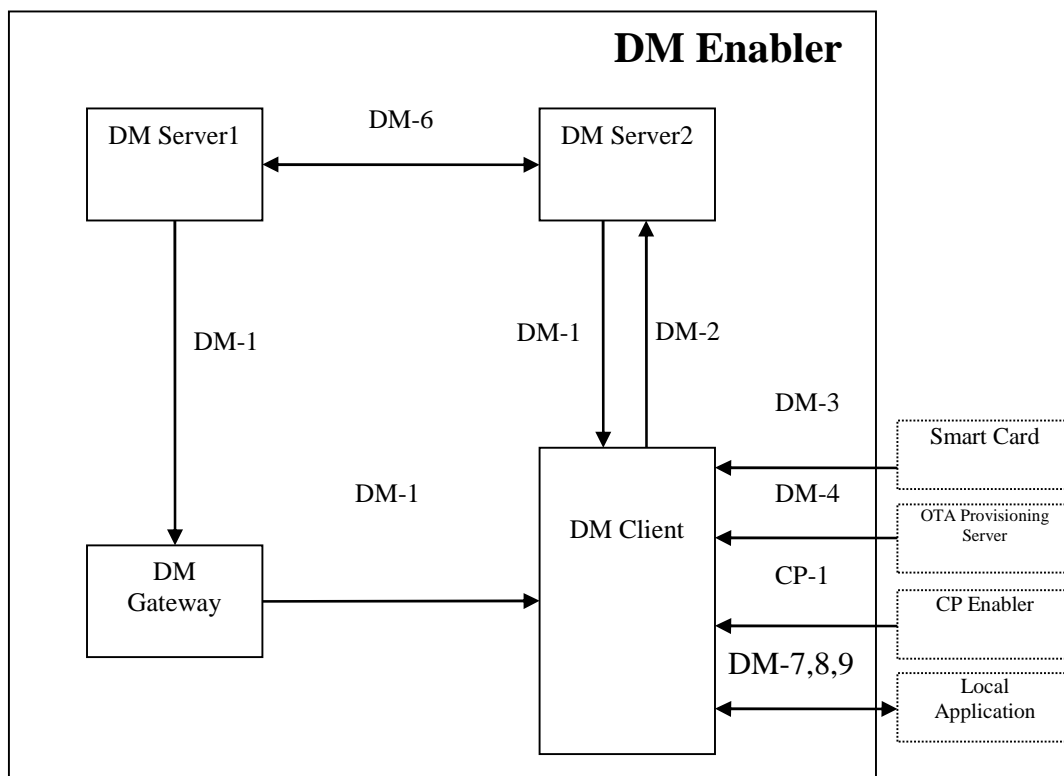 DM Enabler
DM Server1
DM-6
DM Server2
DM-1
DM-1
DM-2
DM-3
Smart Card
DM-1
DM-4
DM Client
OTA Provisioning
Server
DM
Gateway
CP-1
CP Enabler
DM-7,8,9
Local
Application